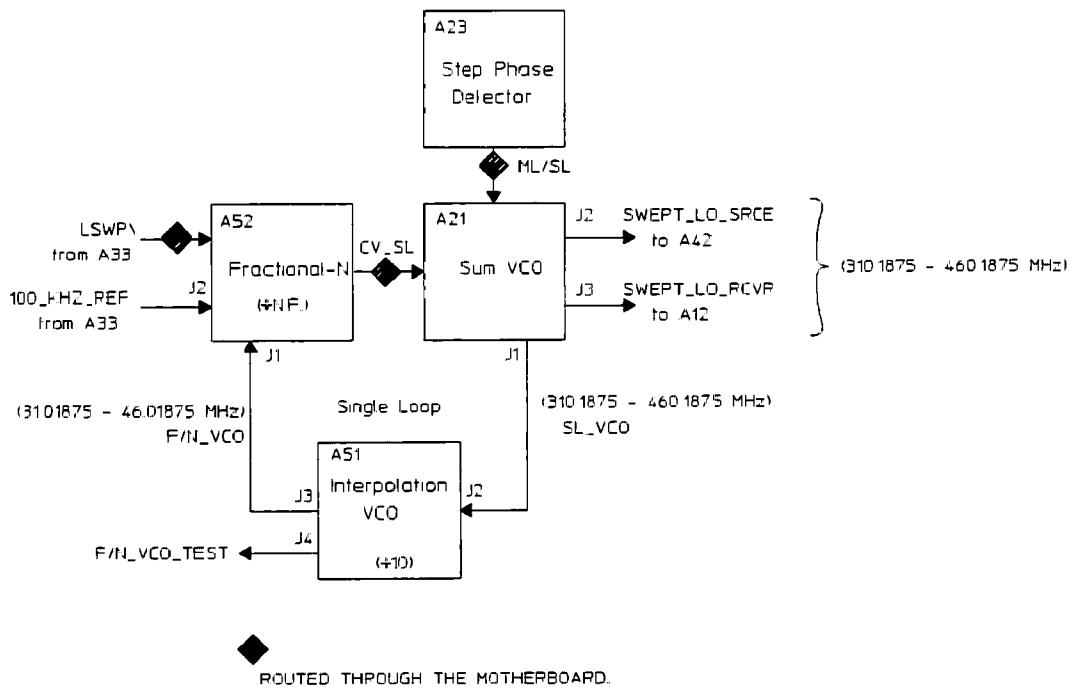 A23
Step Phase
Detector
ML/SL
LSWP\
from A33
A52
Fractional-N
(÷N.F.)
CV_SL
A21
Sum VCO
J2
SWEPT_LO_SRCE
to A42
J3
SWEPT_LO_RCVR
to A12
(310.1875 - 460.1875 MHz)
100_KHZ_REF
from A33
J2
J1
J1
(31.01875 - 46.01875 MHz)
F/N_VCO
Single Loop
(310.1875 - 460.1875 MHz)
SL_VCO
A51
Interpolation
VCO
(÷10)
J3
J2
J4
F/N_VCO_TEST
ROUTED THROUGH THE MOTHERBOARD.